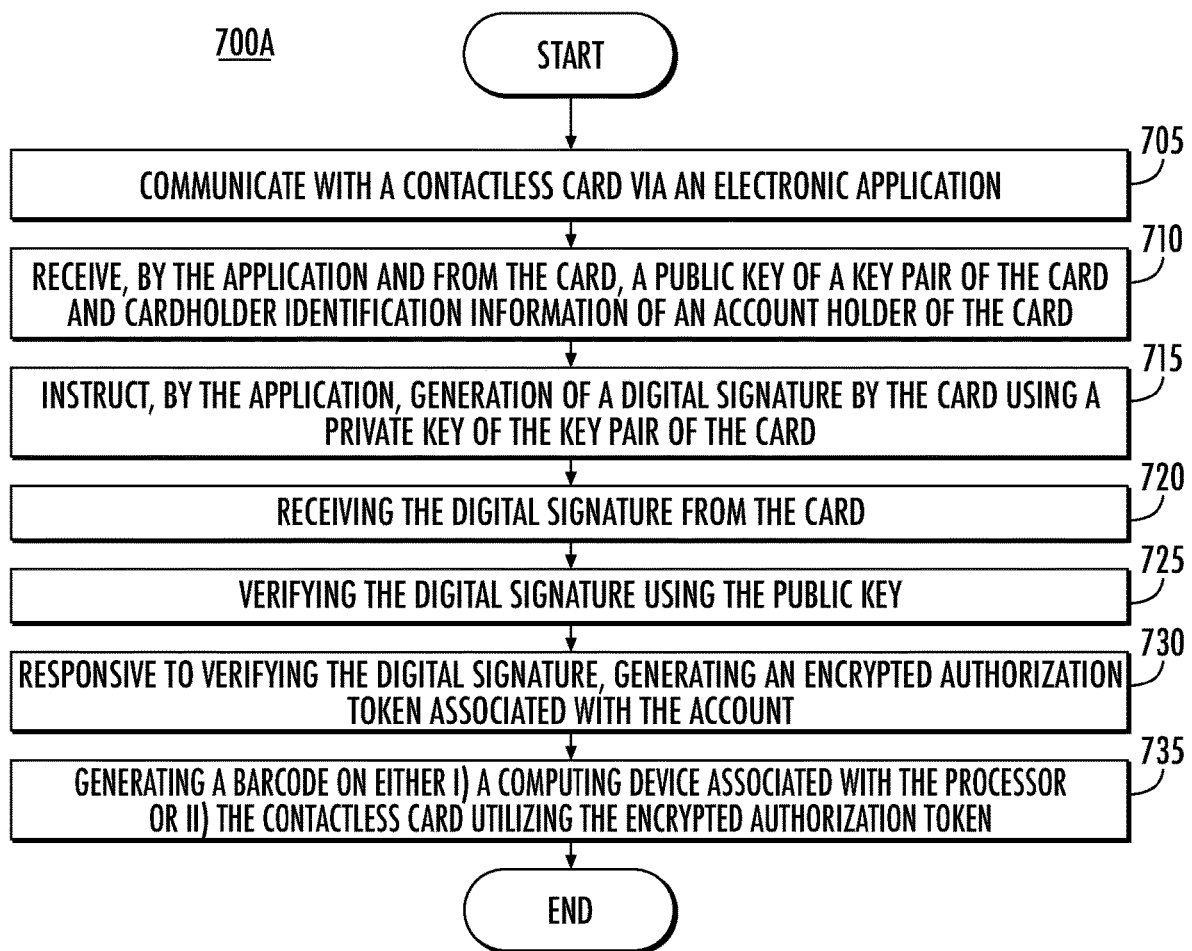 700A
START
705
COMMUNICATE WITH A CONTACTLESS CARD VIA AN ELECTRONIC APPLICATION
710
RECEIVE, BY THE APPLICATION AND FROM THE CARD, A PUBLIC KEY OF A KEY PAIR OF THE CARD
AND CARDHOLDER IDENTIFICATION INFORMATION OF AN ACCOUNT HOLDER OF THE CARD
715
INSTRUCT, BY THE APPLICATION, GENERATION OF A DIGITAL SIGNATURE BY THE CARD USING A
PRIVATE KEY OF THE KEY PAIR OF THE CARD
720
RECEIVING THE DIGITAL SIGNATURE FROM THE CARD
725
VERIFYING THE DIGITAL SIGNATURE USING THE PUBLIC KEY
730
RESPONSIVE TO VERIFYING THE DIGITAL SIGNATURE, GENERATING AN ENCRYPTED AUTHORIZATION
TOKEN ASSOCIATED WITH THE ACCOUNT
735
GENERATING A BARCODE ON EITHER I) A COMPUTING DEVICE ASSOCIATED WITH THE PROCESSOR
OR II) THE CONTACTLESS CARD UTILIZING THE ENCRYPTED AUTHORIZATION TOKEN
END